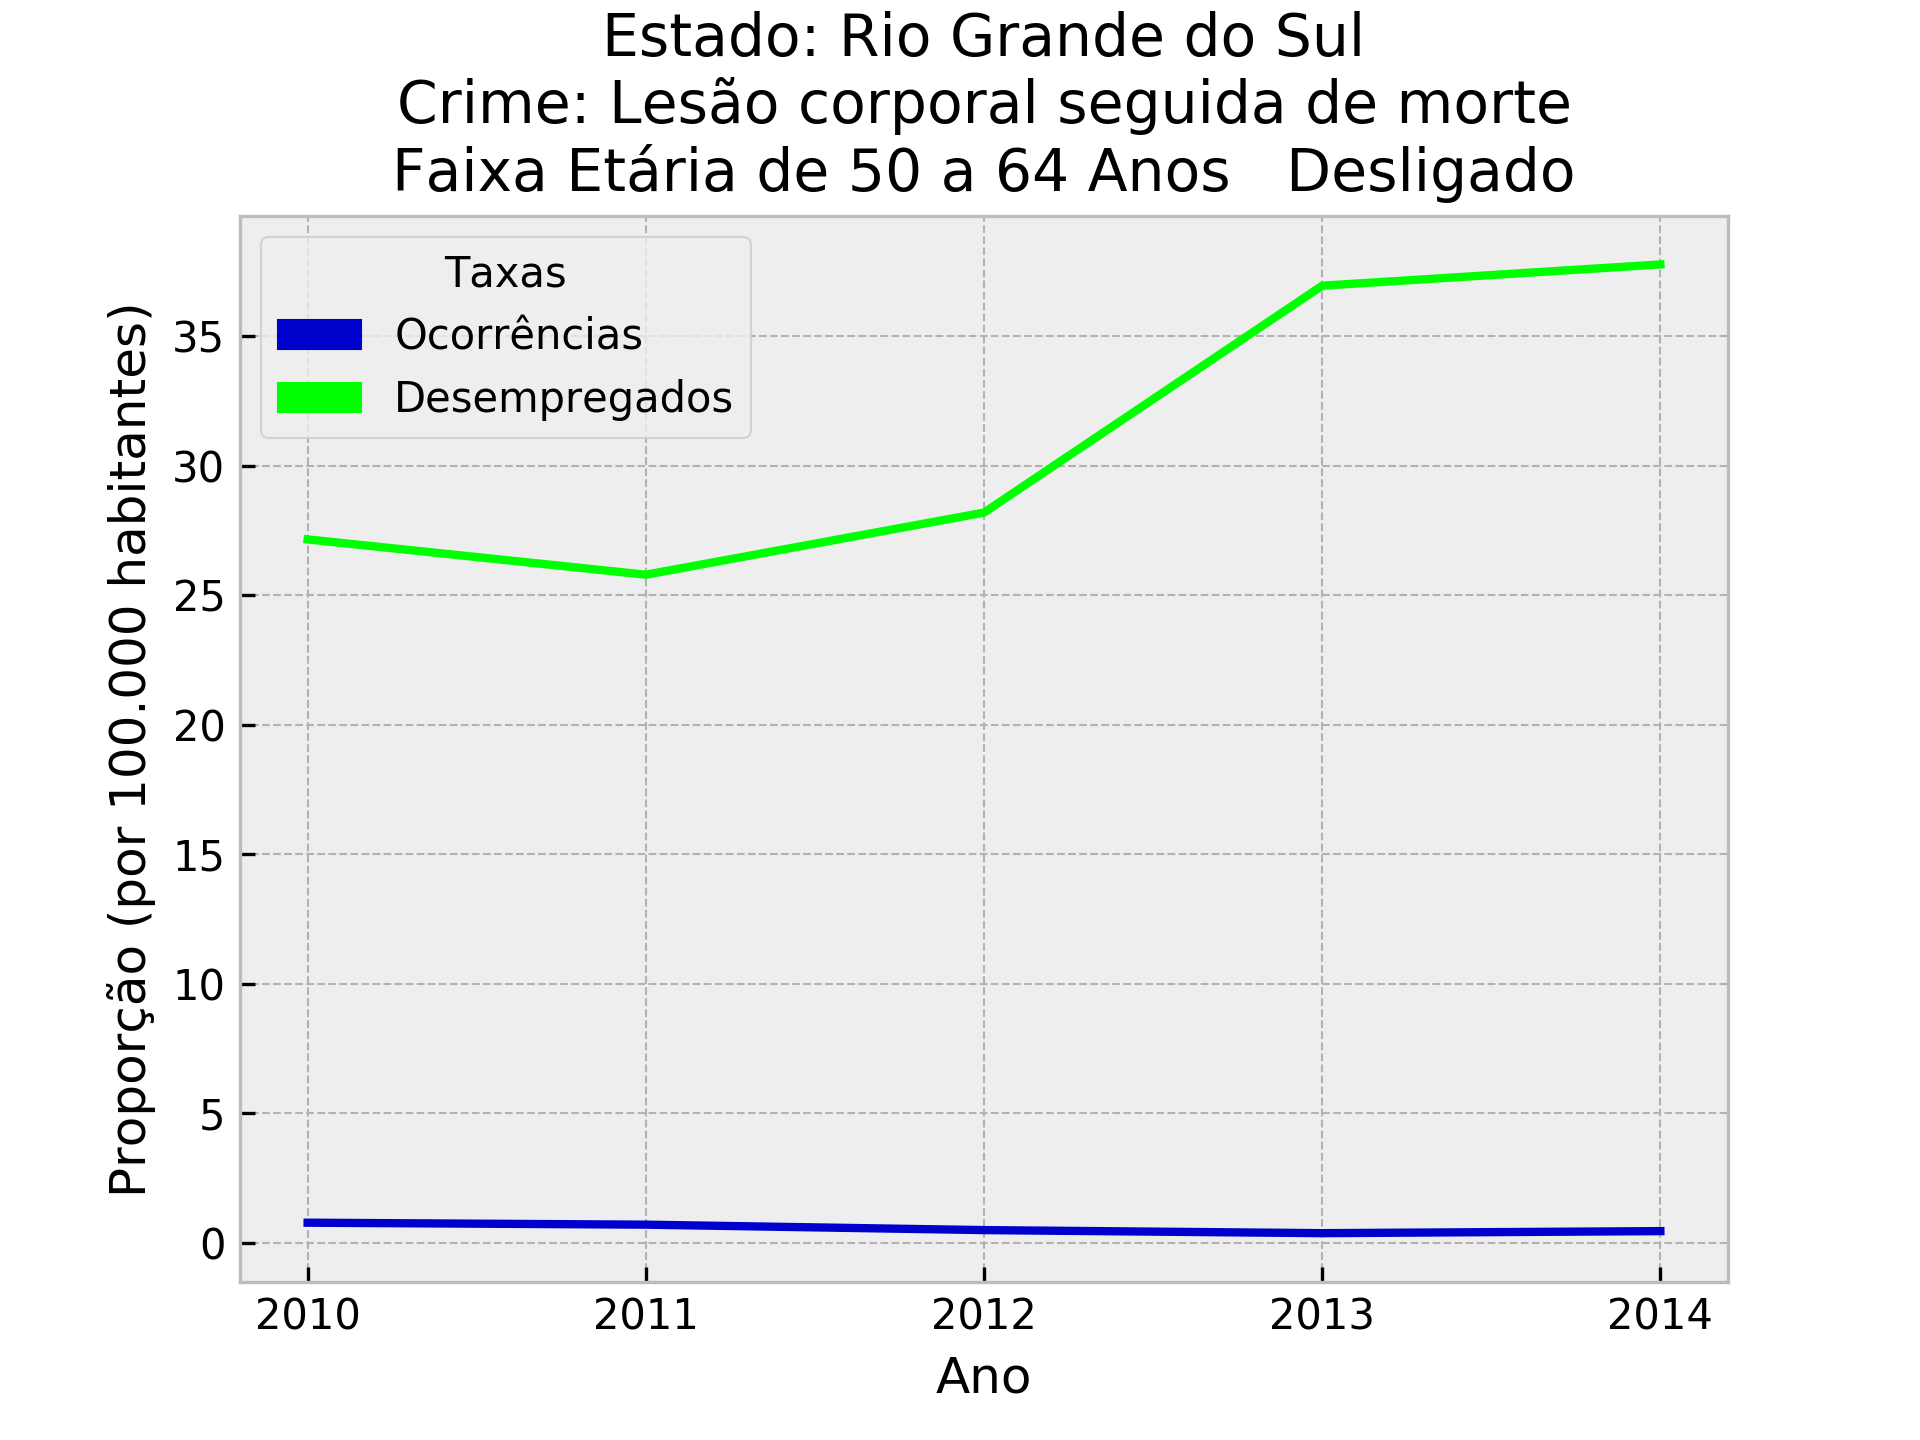 Estado: Rio Grande do Sul
Crime: Lesão corporal seguida de morte
Faixa Etária de 50 a 64 Anos   Desligado
Taxas
Ocorrências
Desempregados
Proporção (por 100.000 habitantes)
35
30
25
20
15
10
5
0
2010 2011 2012 2013 2014
Ano